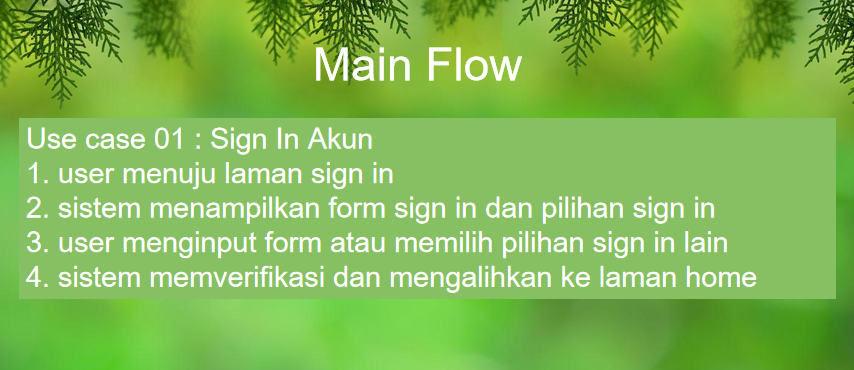 Main Flow
Use case 01 : Sign In Akun
1. user menuju laman sign in
2. sistem menampilkan form sign in dan pilihan sign in
3. user menginput form atau memilih pilihan sign in lain
4. sistem memverifikasi dan mengalihkan ke laman home